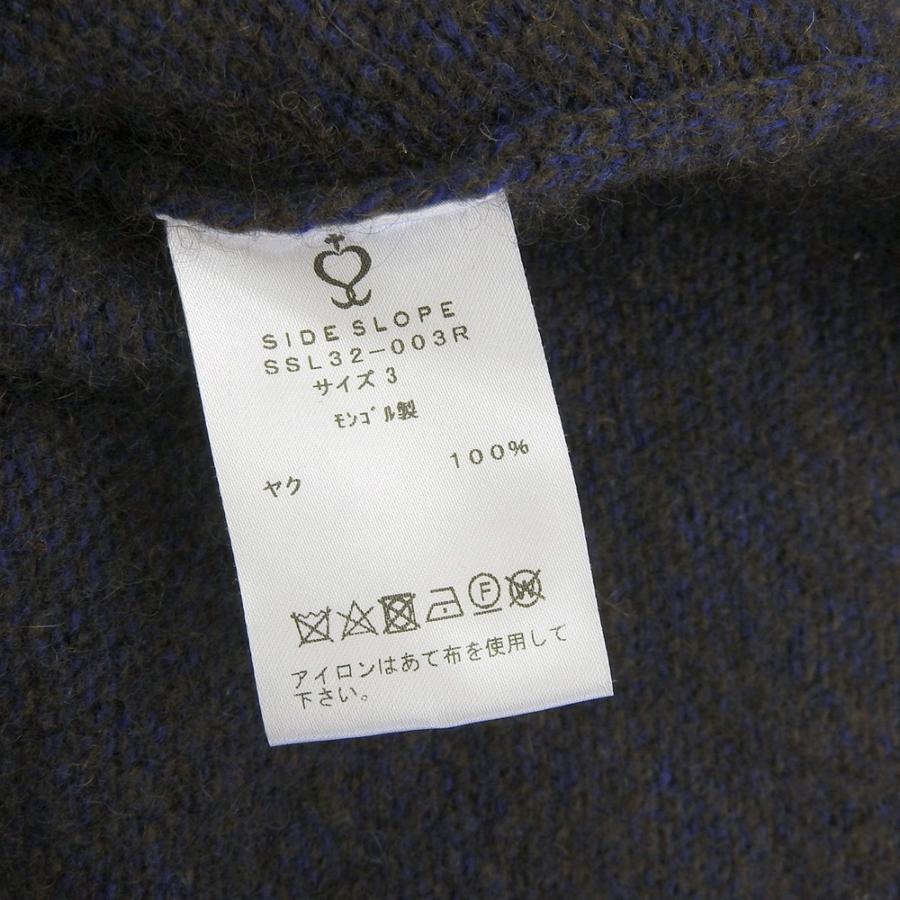 SIDE SLOPE
SSL32-003R
サイズ 3
ﾓﾝｺﾞﾙ製
ヤク 100%
F W
アイロンはあて布を使用して
下さい。